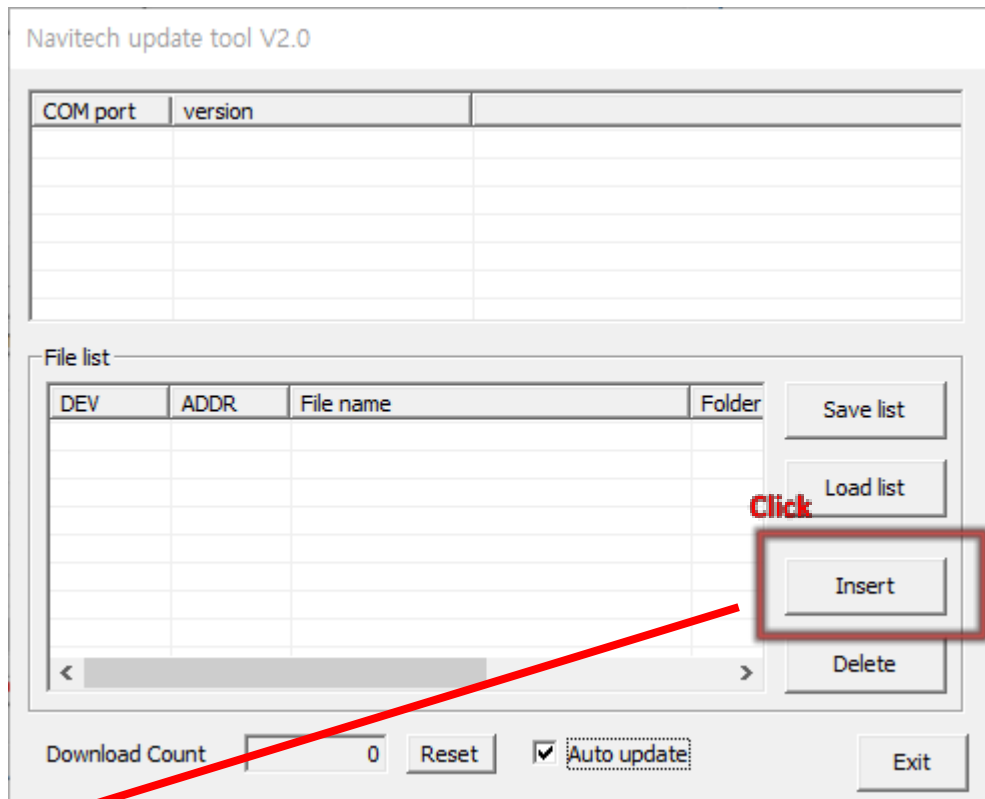 Navitech update tool V2.0
COM port version
File list
DEV ADDR File name Folder
Save list
Load list
Click
Insert
Delete
Download Count 0 Reset Auto update Exit